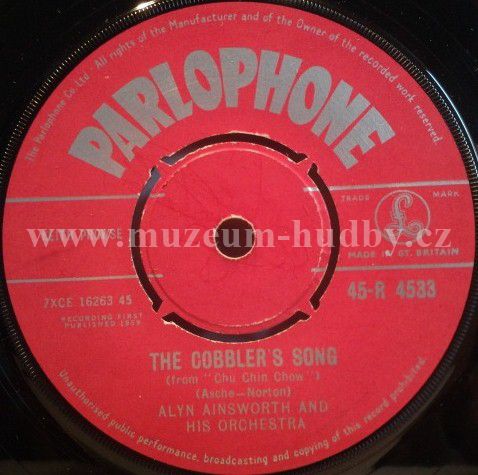 The Parlophone Co. Ltd. All rights of the Manufacturer and of the Owner of the recorded work reserved.
PARLOPHONE
TRADE MARK
£
www.muzeum-hudby.cz
MADE IN GT. BRITAIN
7XCE 16263 45
45-R 4533
RECORDING FIRST
PUBLISHED 1959
THE COBBLER'S SONG
(from "Chu Chin Chow")
(Asche-Norton)
ALYN AINSWORTH AND
HIS ORCHESTRA
Unauthorised public performance, broadcasting and copying of this record prohibited.